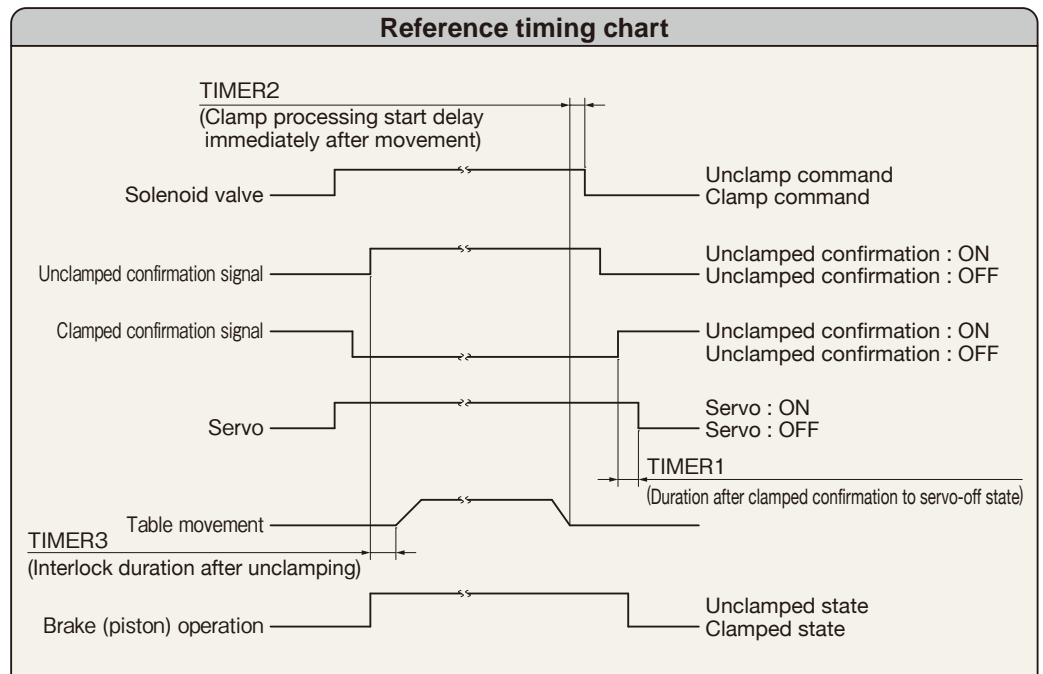 Reference timing chart
TIMER2
(Clamp processing start delay
immediately after movement)
Solenoid valve
Unclamp command
Clamp command
Unclamped confirmation signal
Unclamped confirmation : ON
Unclamped confirmation : OFF
Clamped confirmation signal
Unclamped confirmation : ON
Unclamped confirmation : OFF
Servo
Servo : ON
Servo : OFF
TIMER1
(Duration after clamped confirmation to servo-off state)
Table movement
TIMER3
(Interlock duration after unclamping)
Brake (piston) operation
Unclamped state
Clamped state